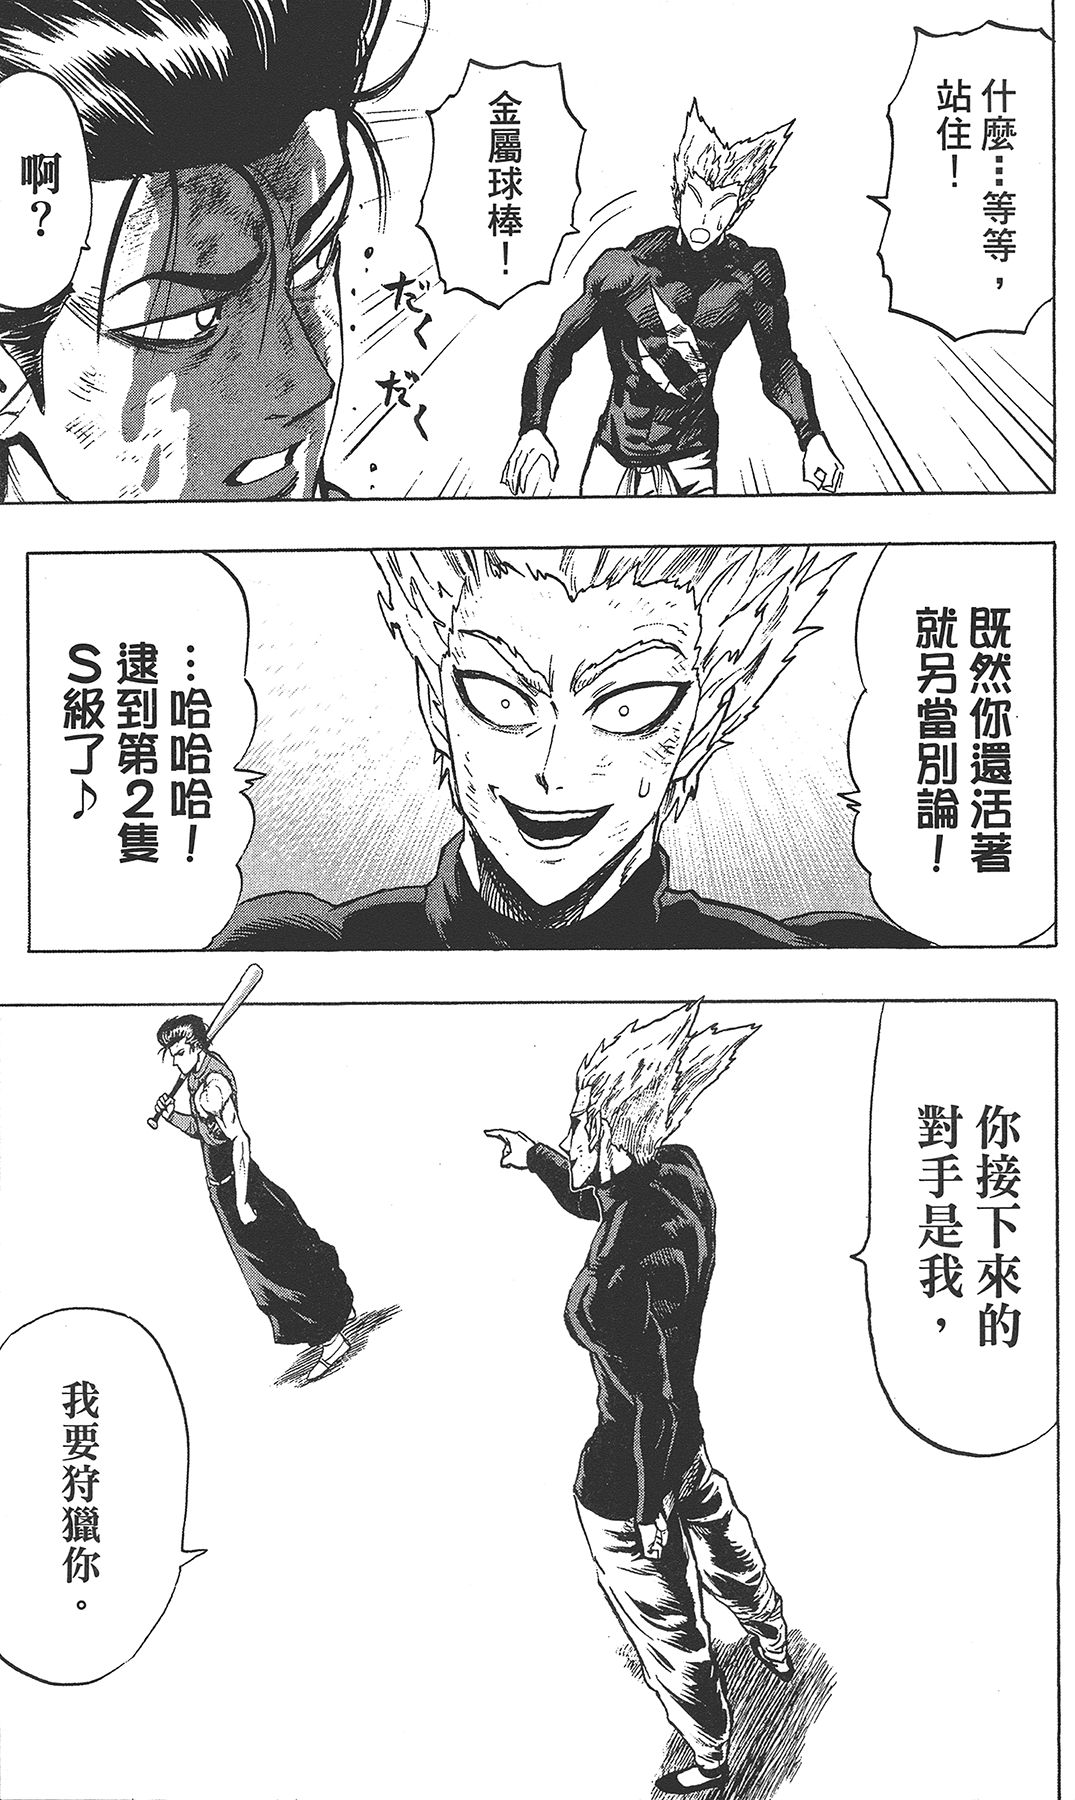 什麼…等等，
站住！
金屬球棒！
だくだく
啊？
既然你還活著
就另當別論！
…哈哈哈！
逮到第2隻
S級了♪
你接下來的
對手是我，
我要狩獵你。